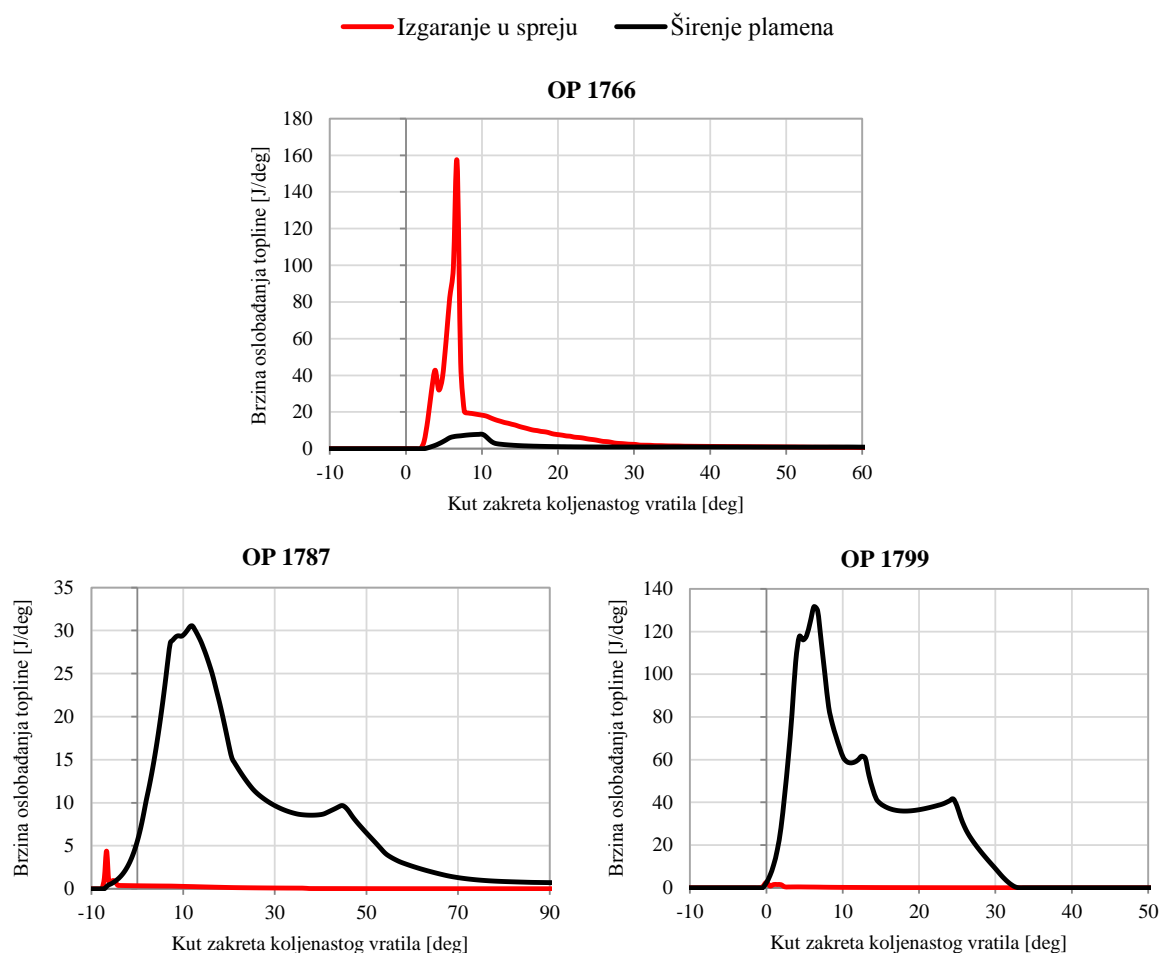 Izgaranje u spreju Širenje plamena
OP 1766
Brzina oslobađanja topline [J/deg]
180
160
140
120
100
80
60
40
20
0
-10 0 10 20 30 40 50 60
Kut zakreta koljenastog vratila [deg]
OP 1787
Brzina oslobađanja topline [J/deg]
35
30
25
20
15
10
5
0
-10 10 30 50 70 90
Kut zakreta koljenastog vratila [deg]
OP 1799
Brzina oslobađanja topline [J/deg]
140
120
100
80
60
40
20
0
-10 0 10 20 30 40 50
Kut zakreta koljenastog vratila [deg]